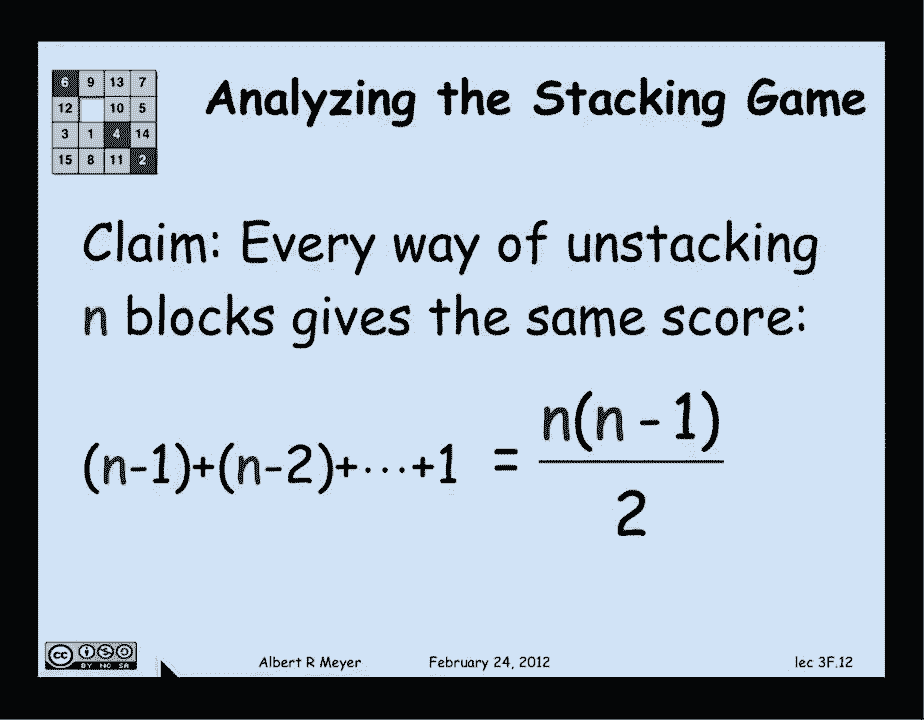 6 9 13 7
12 10 5
3 1 4 14
15 8 11 2
Analyzing the Stacking Game
Claim: Every way of unstacking
n blocks gives the same score:
(n-1)+(n-2)+⋯+1 = n(n - 1)
2
cc BY NC SA
Albert R Meyer February 24, 2012 lec 3F.12